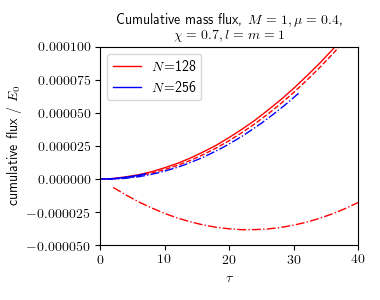 Cumulative mass flux, M = 1, μ = 0.4,
χ = 0.7, l = m = 1
N=128
N=256
0.000100
0.000075
0.000050
0.000025
0.000000
−0.000025
−0.000050
cumulative flux / E₀
0 10 20 30 40
τ